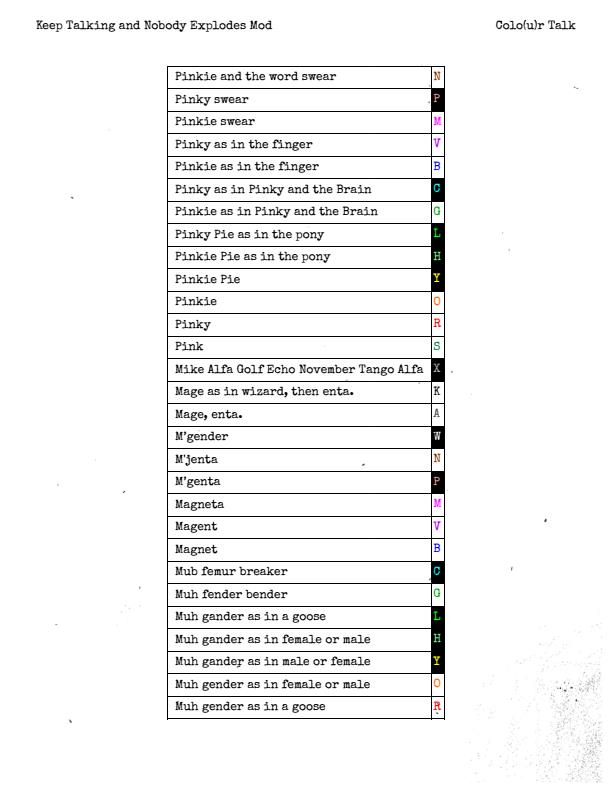 Keep Talking and Nobody Explodes Mod Colo(u)r Talk
Pinkie and the word swear N
Pinky swear P
Pinkie swear M
Pinky as in the finger V
Pinkie as in the finger B
Pinky as in Pinky and the Brain C
Pinkie as in Pinky and the Brain G
Pinky Pie as in the pony L
Pinkie Pie as in the pony H
Pinkie Pie Y
Pinkie O
Pinky R
Pink S
Mike Alfa Golf Echo November Tango Alfa X
Mage as in wizard, then enta. K
Mage, enta. A
M'gender W
M'jenta N
M'genta P
Magneta M
Magent V
Magnet B
Muh femur breaker C
Muh fender bender G
Muh gander as in a goose L
Muh gander as in female or male H
Muh gander as in male or female Y
Muh gender as in female or male O
Muh gender as in a goose R